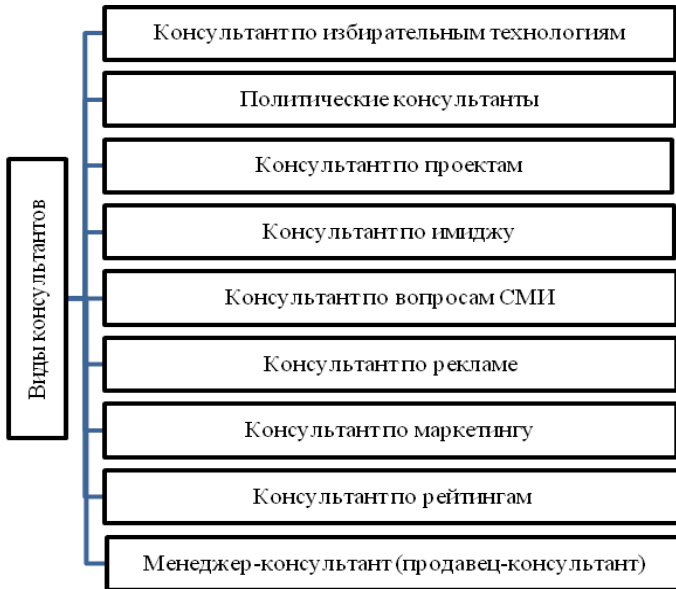 Виды консультантов
Консультант по избирательным технологиям
Политические консультанты
Консультант по проектам
Консультант по имиджу
Консультант по вопросам СМИ
Консультант по рекламе
Консультант по маркетингу
Консультант по рейтингам
Менеджер-консультант (продавец-консультант)